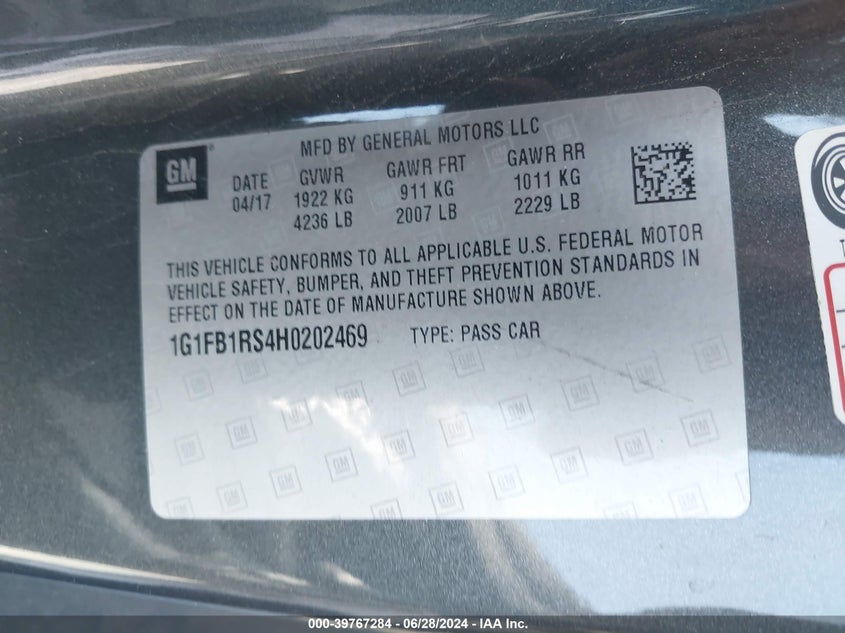 MFD BY GENERAL MOTORS LLC
GM
DATE GVWR GAWR FRT GAWR RR
04/17 1922 KG 911 KG 1011 KG
4236 LB 2007 LB 2229 LB
THIS VEHICLE CONFORMS TO ALL APPLICABLE U.S. FEDERAL MOTOR
VEHICLE SAFETY, BUMPER, AND THEFT PREVENTION STANDARDS IN
EFFECT ON THE DATE OF MANUFACTURE SHOWN ABOVE.
1G1FB1RS4H0202469 TYPE: PASS CAR
000-39767284 - 06/28/2024 - IAA Inc.